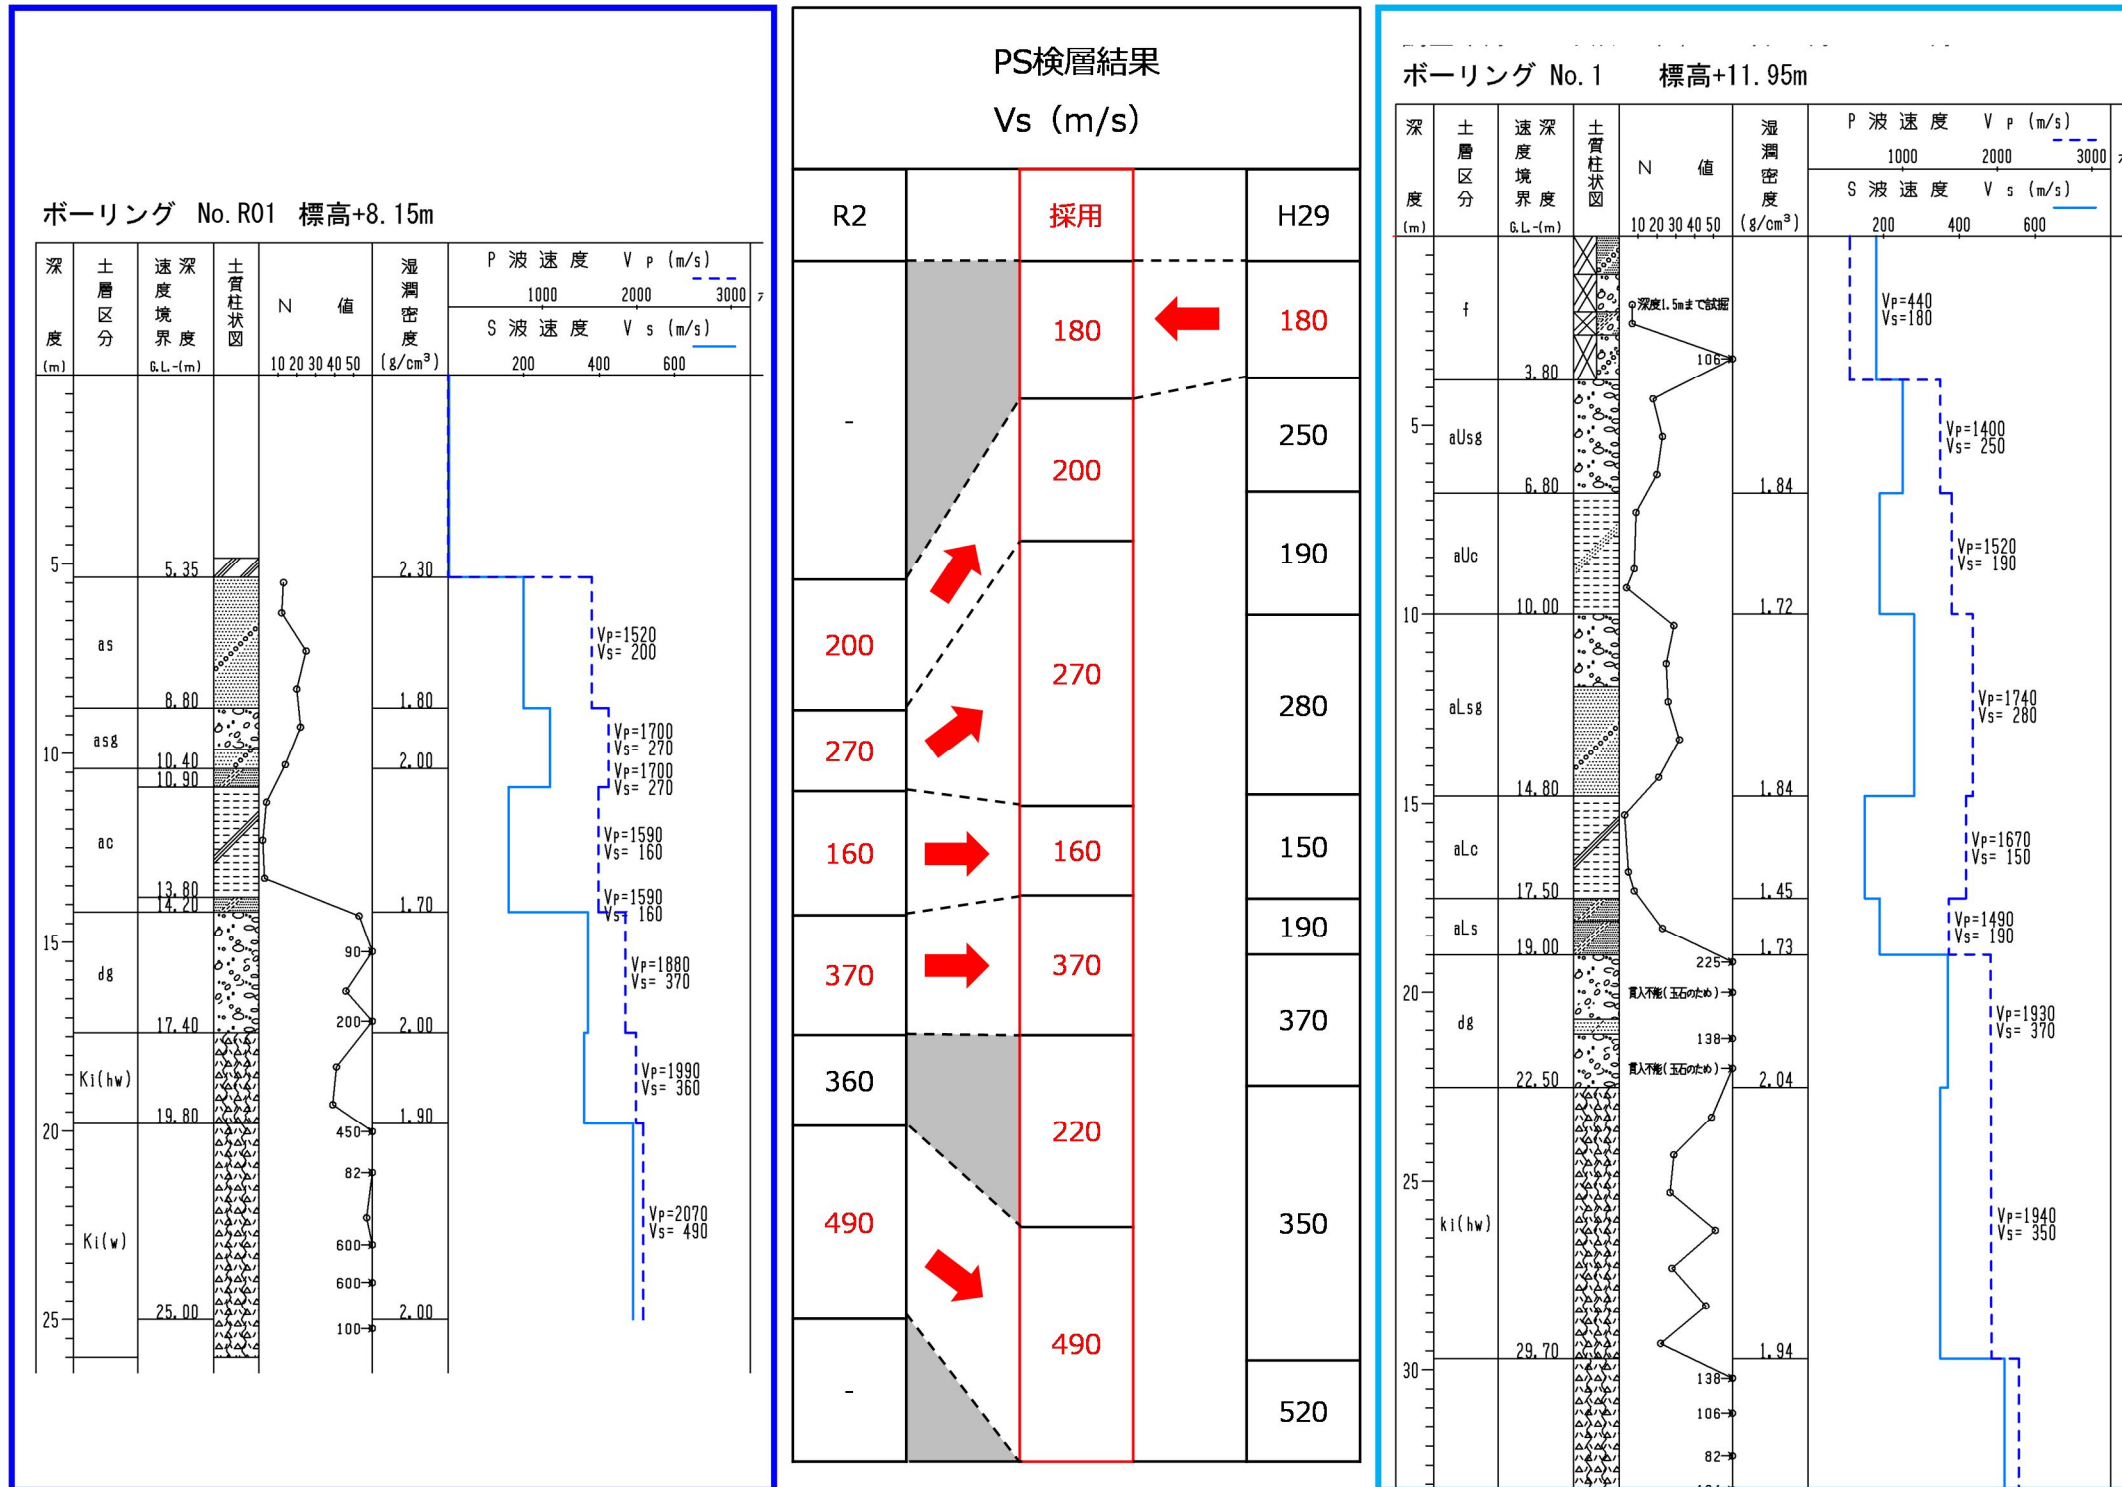 ボーリング No.R01 標高+8.15m
深度(m)
土層区分
速度境界深度 G.L.-(m)
土質柱状図
N 値
10 20 30 40 50
湿潤密度(g/cm³)
P 波 速 度 V P (m/s)
1000 2000 3000
S 波 速 度 V s (m/s)
200 400 600
5
5.35 2.30
as
Vp=1520
Vs= 200
8.80 1.80
asg
Vp=1700
Vs= 270
10
10.40 2.00
10.90
Vp=1700
Vs= 270
ac
Vp=1590
Vs= 160
13.80
14.20 1.70
Vp=1590
Vs= 160
15
90
dg
Vp=1880
Vs= 370
200
17.40 2.00
Ki(hw)
Vp=1990
Vs= 360
19.80 1.90
20
450
82
Ki(w)
Vp=2070
Vs= 490
600
600
25
25.00 2.00
100
PS検層結果
Vs（m/s）
R2 採用 H29
-
200
270
160
370
360
490
-
180
200
270
160
370
220
490
180
250
190
280
150
190
370
350
520
ボーリング No.1 標高+11.95m
深度(m)
土層区分
速度境界深度 G.L.-(m)
土質柱状図
N 値
10 20 30 40 50
湿潤密度(g/cm³)
P 波 速 度 V P (m/s)
1000 2000 3000
S 波 速 度 V s (m/s)
200 400 600
f
深度1.5mまで試掘
Vp=440
Vs=180
106
3.80
5
aUsg
Vp=1400
Vs= 250
6.80 1.84
aUc
Vp=1520
Vs= 190
10
10.00 1.72
aLsg
Vp=1740
Vs= 280
14.80 1.84
15
aLc
Vp=1670
Vs= 150
17.50 1.45
aLs
Vp=1490
Vs= 190
19.00 1.73
225
20
貫入不能(玉石のため)
dg
Vp=1930
Vs= 370
138
貫入不能(玉石のため)
22.50 2.04
25
ki(hw)
Vp=1940
Vs= 350
29.70 1.94
30
138
106
82